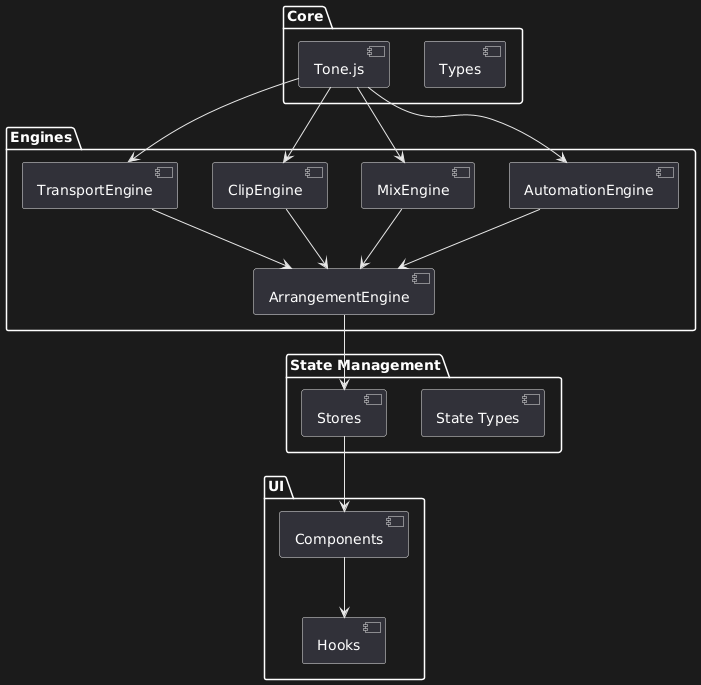 Core
Tone.js
Types
Engines
TransportEngine
ClipEngine
MixEngine
AutomationEngine
ArrangementEngine
State Management
Stores
State Types
UI
Components
Hooks